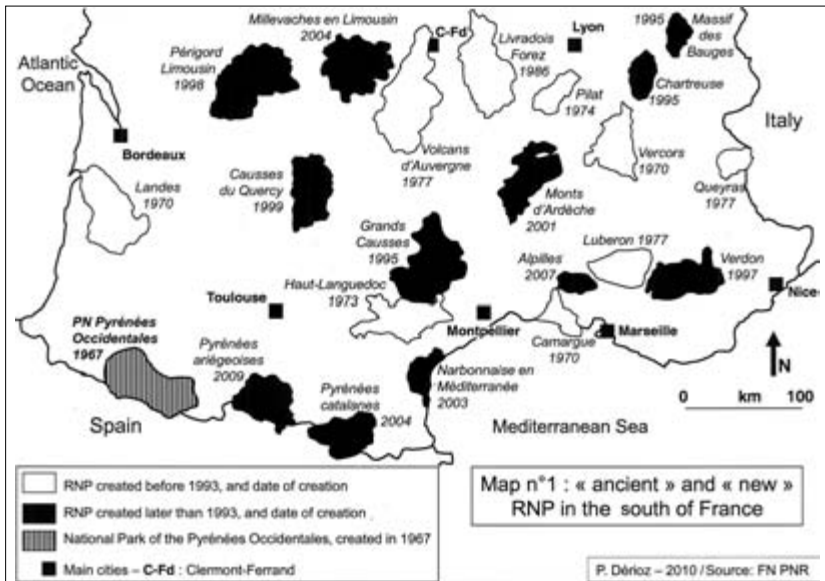 Millevaches en Limousin
2004
C-Fd
Livradois
Forez
1986
Lyon
1995
Massif
des
Bauges
Atlantic
Ocean
Périgord
Limousin
1998
Pilat
1974
Chartreuse
1995
Italy
Bordeaux
Landes
1970
Causses
du Quercy
1999
Volcans
d'Auvergne
1977
Vercors
1970
Queyras
1977
Monts
d'Ardèche
2001
Grands
Causses
1995
Luberon 1977
Alpilles
2007
Verdon
1997
Haut-Languedoc
1973
Toulouse
Nice
Montpellier
Marseille
Camargue
1970
PN Pyrénées
Occidentales
1967
Pyrénées
ariégeoises
2009
Pyrénées
catalanes
2004
Narbonnaise en
Méditerranée
2003
N
0 km 100
Spain
Mediterranean Sea
RNP created before 1993, and date of creation
RNP created later than 1993, and date of creation
National Park of the Pyrénées Occidentales, created in 1967
Main cities – C-Fd : Clermont-Ferrand
Map n°1 : « ancient » and « new »
RNP in the south of France
P. Dérioz – 2010 / Source: FN PNR